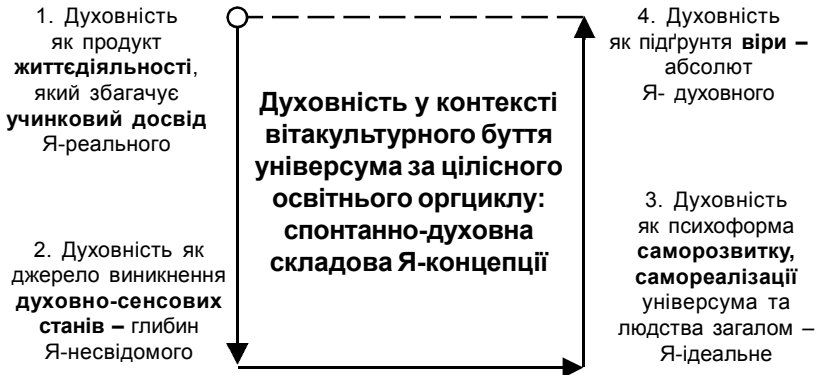 1. Духовність
як продукт
життєдіяльності,
який збагачує
учинковий досвід
Я-реального
2. Духовність як
джерело виникнення
духовно-сенсових
станів – глибин
Я-несвідомого
Духовність у контексті
вітакультурного буття
універсума за цілісного
освітнього оргциклу:
спонтанно-духовна
складова Я-концепції
4. Духовність
як підґрунтя віри –
абсолют
Я- духовного
3. Духовність
як психоформа
саморозвитку,
самореалізації
універсума та
людства загалом –
Я-ідеальне